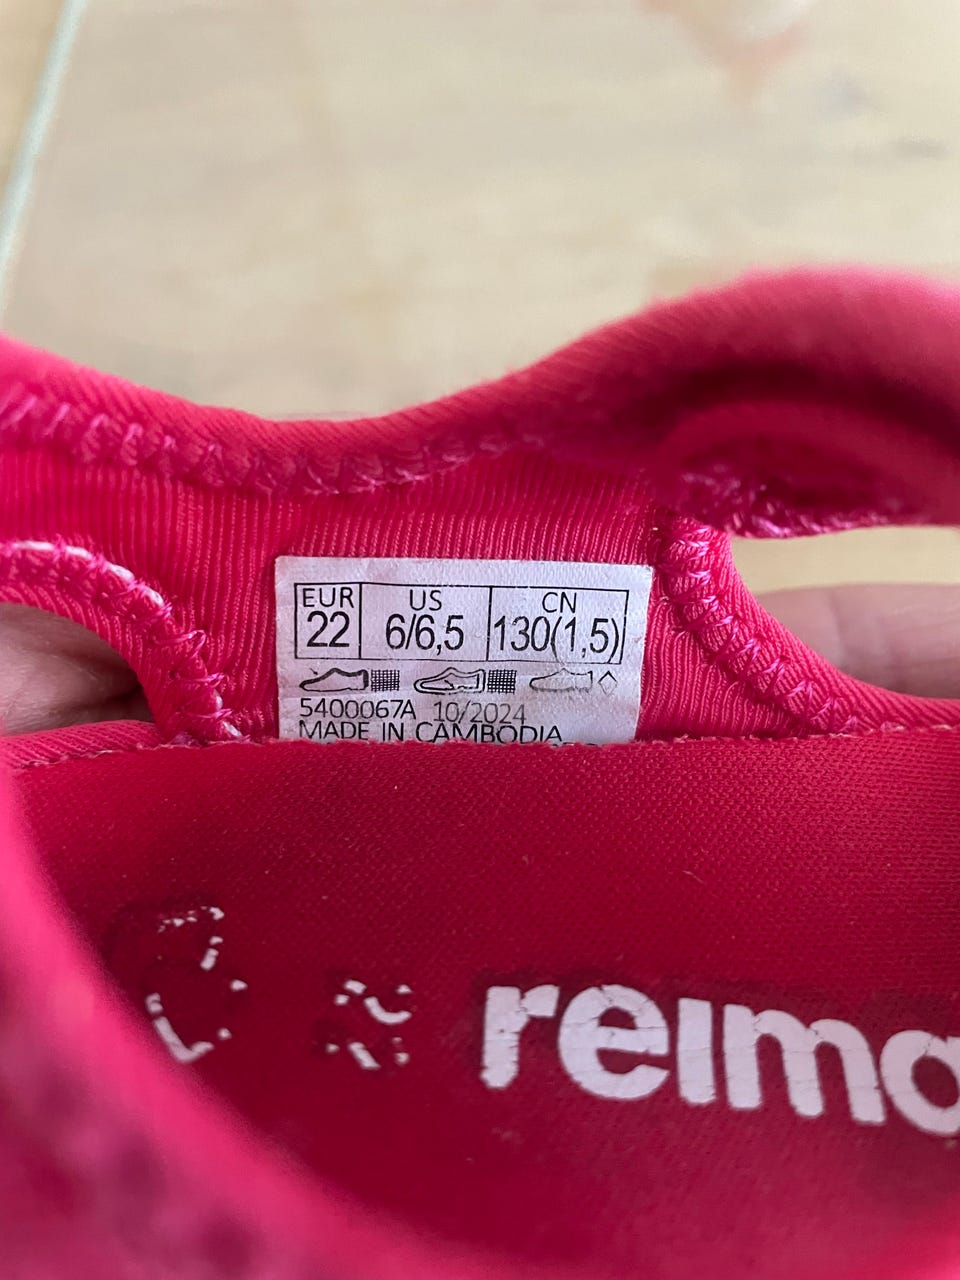 EUR US CN
22 6/6,5 130(1,5)
5400067A 10/2024
MADE IN CAMBODIA
reima